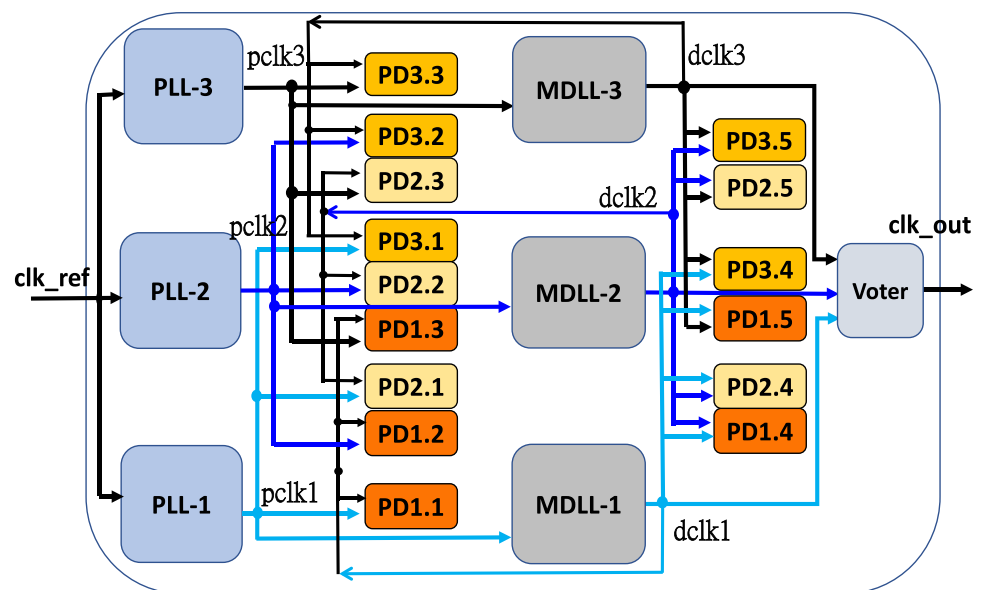 dclk3
pclk3
PLL-3
PD3.3
MDLL-3
PD3.2
PD3.5
PD2.3
PD2.5
dclk2
pclk2
clk_out
PD3.1
clk_ref
PLL-2
PD2.2
MDLL-2
PD3.4
Voter
PD1.3
PD1.5
PD2.1
PD2.4
PD1.2
PD1.4
pclk1
PLL-1
PD1.1
MDLL-1
dclk1